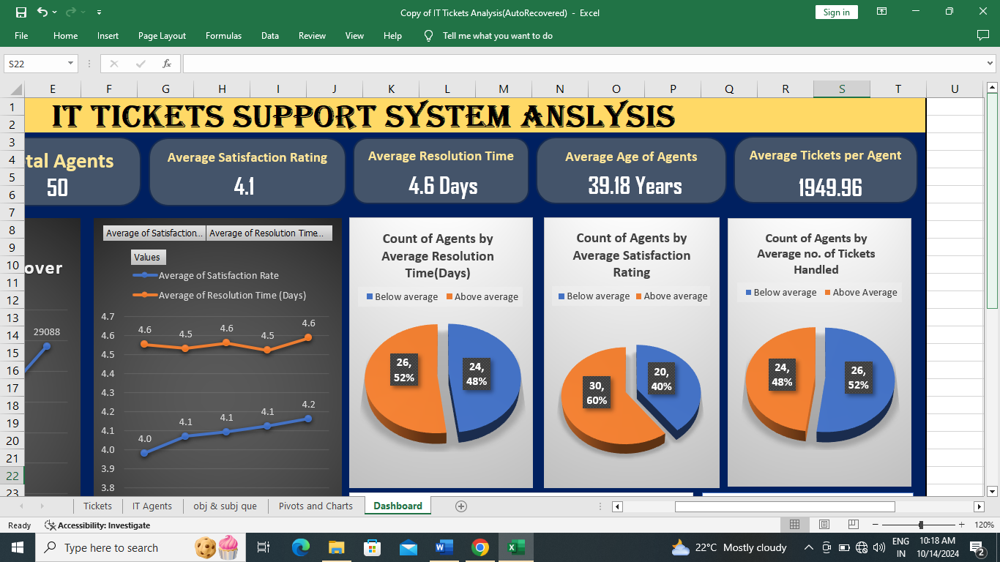 Copy of IT Tickets Analysis(AutoRecovered) - Excel
Sign in
File Home Insert Page Layout Formulas Data Review View Help Tell me what you want to do
S22
fx
E F G H I J K L M N O P Q R S T U
1
2
3
4
5
6
7
8
9
10
11
12
13
14
15
16
17
18
19
20
21
22
23
IT TICKETS SUPPORT SYSTEM ANSLYSIS
tal Agents
50
Average Satisfaction Rating
4.1
Average Resolution Time
4.6 Days
Average Age of Agents
39.18 Years
Average Tickets per Agent
1949.96
over
29088
Average of Satisfaction... Average of Resolution Time...
Values
Average of Satisfaction Rate
Average of Resolution Time (Days)
4.7
4.6
4.5
4.4
4.3
4.2
4.1
4.0
3.9
3.8
4.6 4.5 4.6 4.5 4.6
4.0 4.1 4.1 4.1 4.2
Count of Agents by
Average Resolution
Time(Days)
Below average Above average
26,
52%
24,
48%
Count of Agents by
Average Satisfaction
Rating
Below average Above average
30,
60%
20,
40%
Count of Agents by
Average no. of Tickets
Handled
Below average Above Average
24,
48%
26,
52%
Tickets IT Agents obj & subj que Pivots and Charts Dashboard
Ready Accessibility: Investigate
120%
Type here to search
22°C Mostly cloudy
ENG
IN
10:18 AM
10/14/2024
2